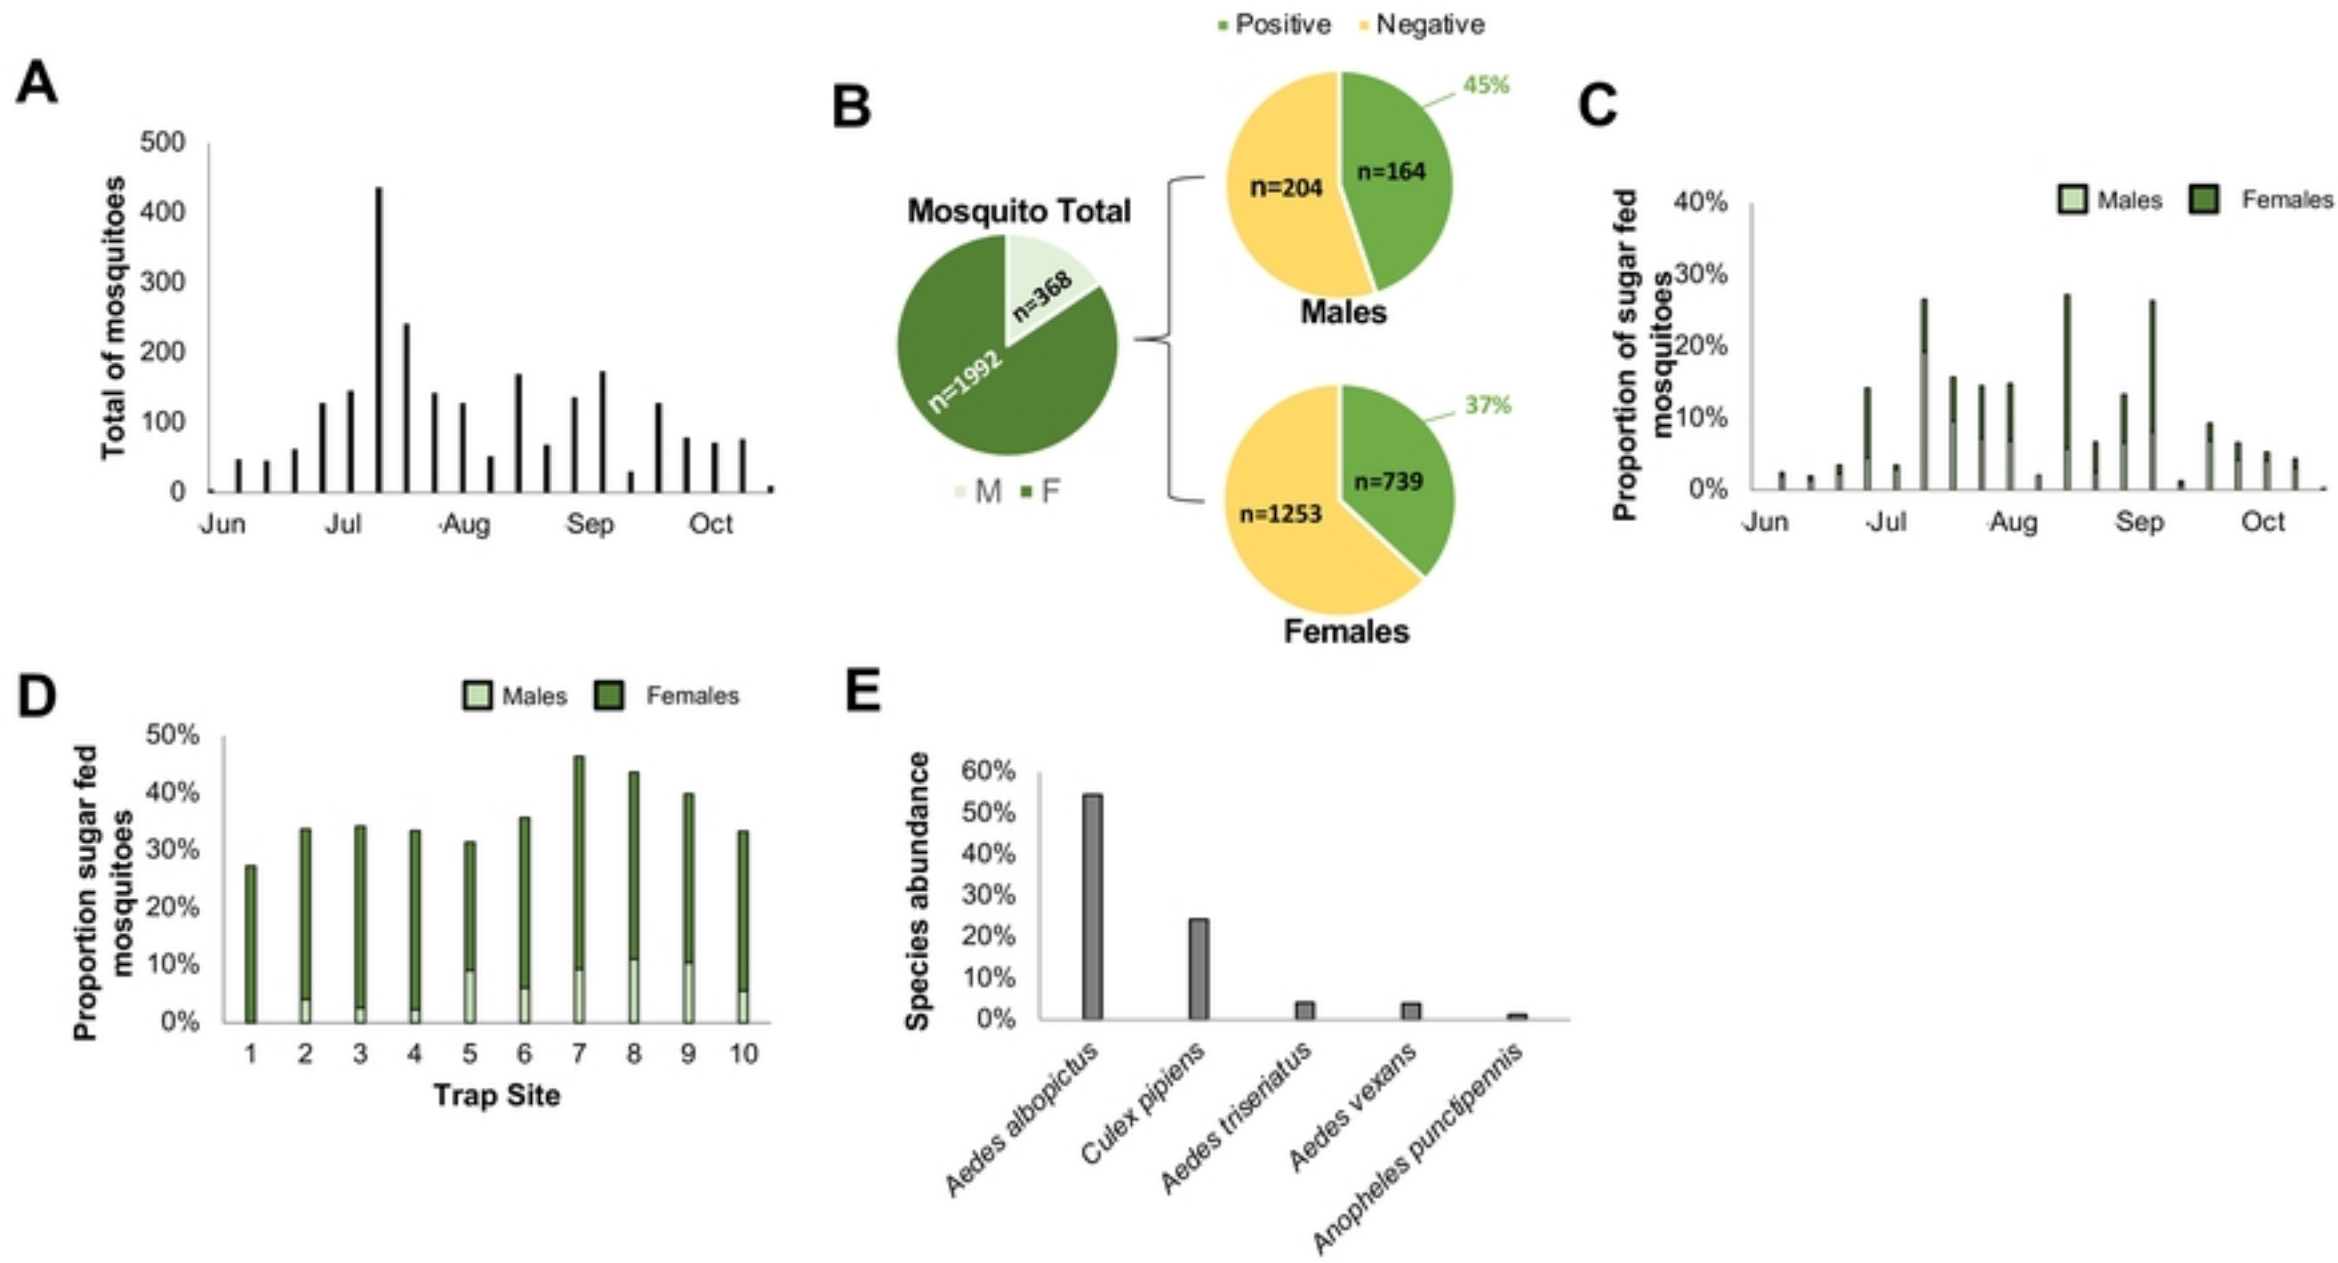 A
Total of mosquitoes
500
400
300
200
100
0
Jun
Jul
Aug
Sep
Oct
B
Positive Negative
Mosquito Total
n=368
n=1992
M F
45%
n=204
n=164
Males
37%
n=739
n=1253
Females
C
Males Females
Proportion of sugar fed
mosquitoes
40%
30%
20%
10%
0%
Jun
Jul
Aug
Sep
Oct
D
Males Females
Proportion sugar fed
mosquitoes
50%
40%
30%
20%
10%
0%
1 2 3 4 5 6 7 8 9 10
Trap Site
E
Species abundance
60%
50%
40%
30%
20%
10%
0%
Aedes albopictus
Culex pipiens
Aedes triseriatus
Aedes vexans
Anopheles punctipennis